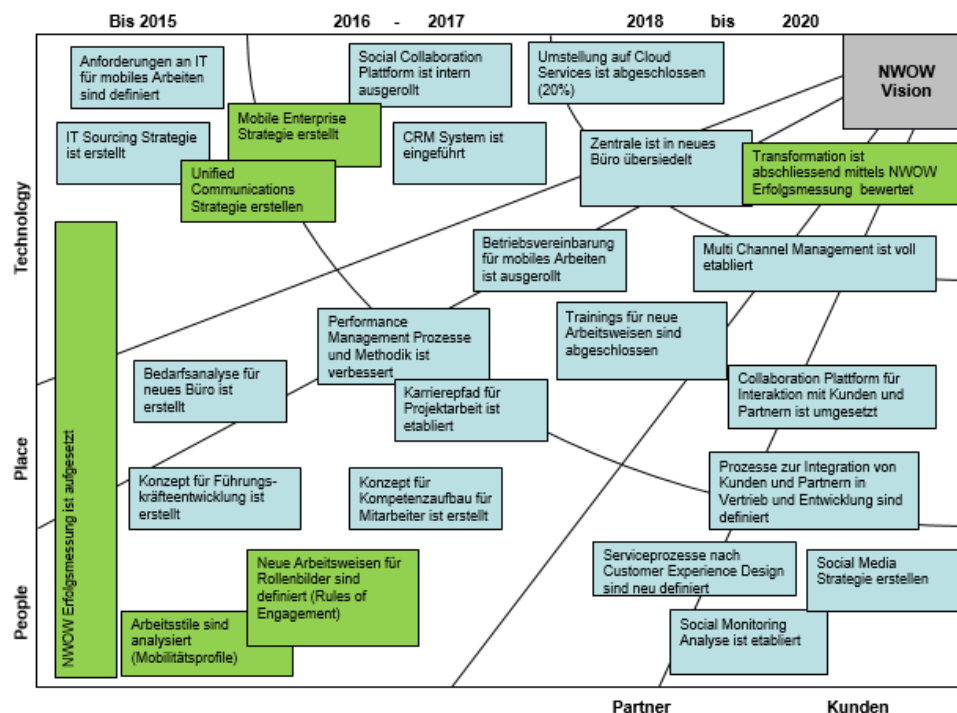 Bis 2015
2016 - 2017
2018 bis 2020
Anforderungen an IT
für mobiles Arbeiten
sind definiert
Social Collaboration
Plattform ist intern
ausgerollt
Umstellung auf Cloud
Services ist abgeschlossen
(20%)
NWOW
Vision
IT Sourcing Strategie
ist erstellt
Mobile Enterprise
Strategie erstellt
CRM System ist
eingeführt
Zentrale ist in neues
Büro übersiedelt
Transformation ist
abschliessend mittels NWOW
Erfolgsmessung bewertet
Unified
Communications
Strategie erstellen
Technology
Betriebsvereinbarung
für mobiles Arbeiten
ist ausgerollt
Multi Channel Management ist voll
etabliert
Performance
Management Prozesse
und Methodik ist
verbessert
Trainings für neue
Arbeitsweisen sind
abgeschlossen
Bedarfsanalyse für
neues Büro ist
erstellt
Karrierepfad für
Projektarbeit ist
etabliert
Collaboration Plattform für
Interaktion mit Kunden und
Partnern ist umgesetzt
Place
NWOW Erfolgsmessung ist aufgesetzt
Konzept für Führungs-
kräfteentwicklung ist
erstellt
Konzept für
Kompetenzaufbau für
Mitarbeiter ist erstellt
Prozesse zur Integration von
Kunden und Partnern in
Vertrieb und Entwicklung sind
definiert
People
Neue Arbeitsweisen für
Rollenbilder sind
definiert (Rules of
Engagement)
Serviceprozesse nach
Customer Experience Design
sind neu definiert
Social Media
Strategie erstellen
Arbeitsstile sind
analysiert
(Mobilitätsprofile)
Social Monitoring
Analyse ist etabliert
Partner
Kunden